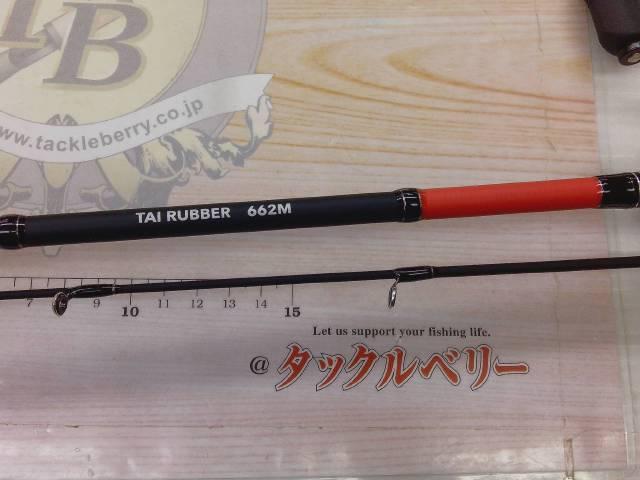 TB
www.tackleberry.co.jp
TAI RUBBER 662M
7 9 10 11 12 13 14 15
Let us support your fishing life.
@タックルベリー